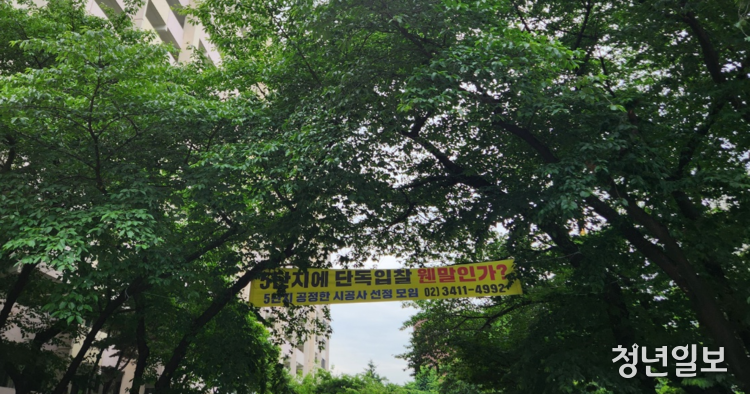 5단지에 단독입찰 웬말인가?
5단지 공정한 시공사 선정 모임 02) 3411-4992
청년일보